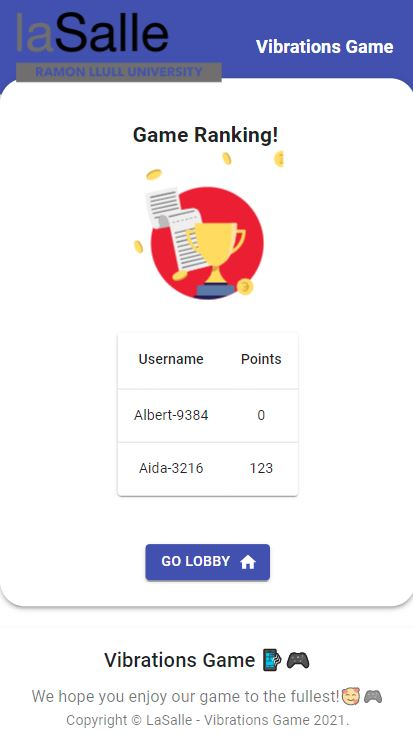 laSalle
RAMON LLULL UNIVERSITY
Vibrations Game
Game Ranking!
Username Points
Albert-9384 0
Aida-3216 123
GO LOBBY
Vibrations Game
We hope you enjoy our game to the fullest!🥰🎮
Copyright © LaSalle - Vibrations Game 2021.